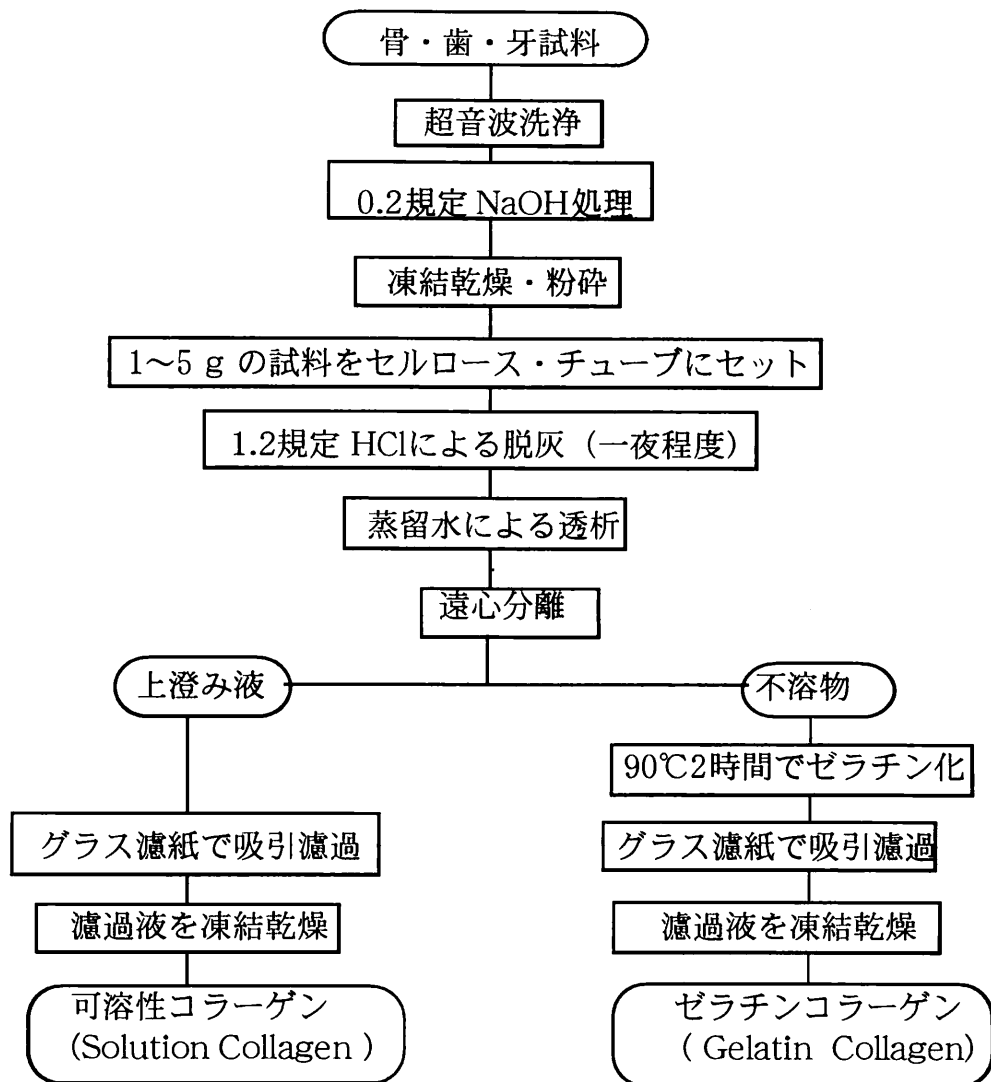 骨・歯・牙試料
超音波洗浄
0.2規定 NaOH処理
凍結乾燥・粉砕
1～5 g の試料をセルロース・チューブにセット
1.2規定 HClによる脱灰（一夜程度）
蒸留水による透析
遠心分離
上澄み液
不溶物
90℃2時間でゼラチン化
グラス濾紙で吸引濾過
グラス濾紙で吸引濾過
濾過液を凍結乾燥
濾過液を凍結乾燥
可溶性コラーゲン
(Solution Collagen )
ゼラチンコラーゲン
( Gelatin Collagen)